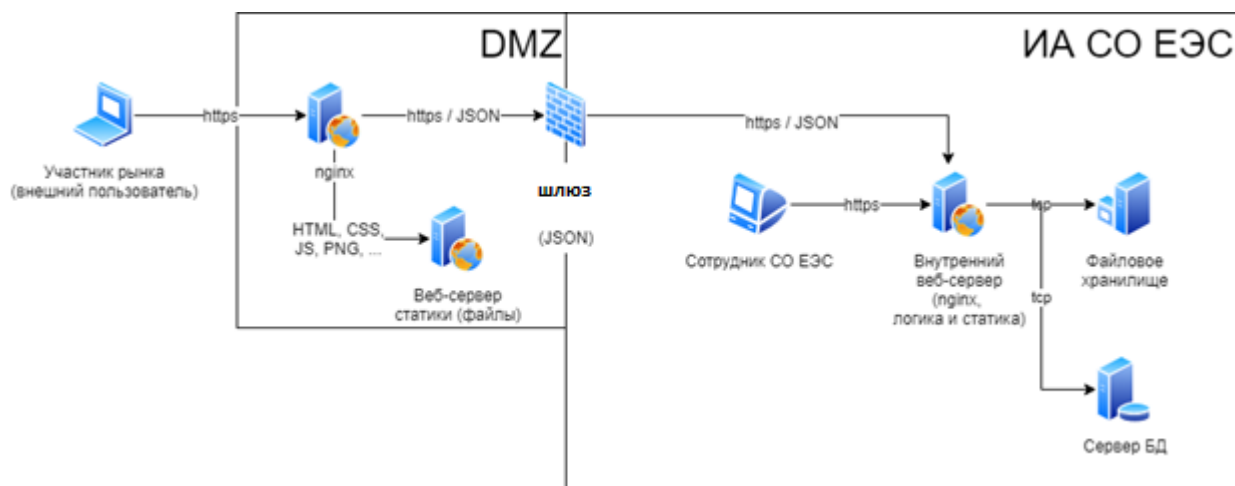 DMZ
ИА СО ЕЭС
https
https / JSON
https / JSON
Участник рынка
(внешний пользователь)
nginx
шлюз
(JSON)
HTML, CSS,
JS, PNG, ...
Веб-сервер
статики (файлы)
https
tcp
Сотрудник СО ЕЭС
Внутренний
веб-сервер
(nginx,
логика и статика)
Файловое
хранилище
tcp
Сервер БД